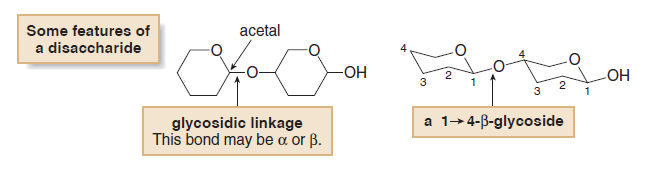 Some features of
a disaccharide
acetal
O
O
O
OH
glycosidic linkage
This bond may be α or β.
4
O
3
2
1
O
4
O
3
2
1
OH
a 1→4-β-glycoside